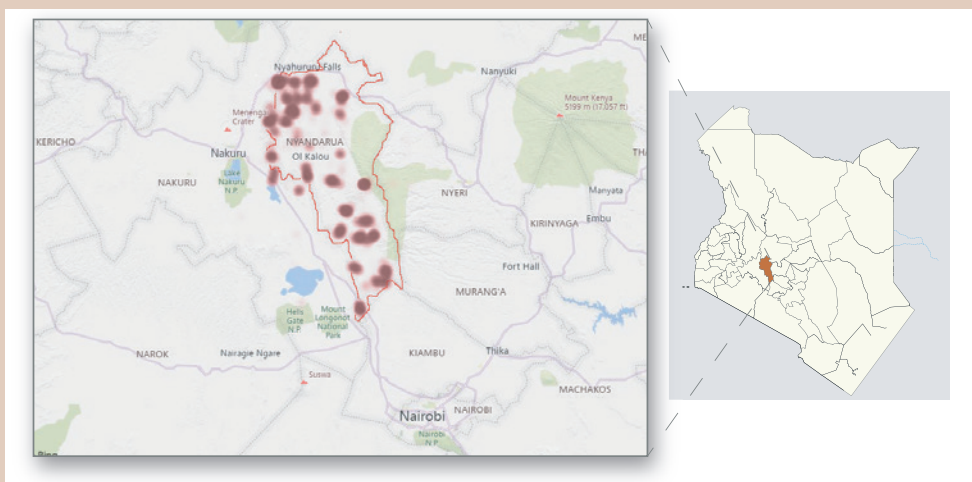 ME
Nyahururu Falls
Nanyuki
Mount Kenya
5199 m (17,057 ft)
Menengai
Crater
KERICHO
NYANDARUA
Ol Kalou
Nakuru
TH
Lake
Nakuru
N.P.
NAKURU
NYERI
Manyata
KIRINYAGA
Embu
Fort Hall
MURANG'A
Hells
Gate
N.P.
Mount
Longonot
National
Park
NAROK
Nairagie Ngare
KIAMBU
Thika
Suswa
MACHAKOS
Nairobi
NAIROBI
Nairobi
N.P.